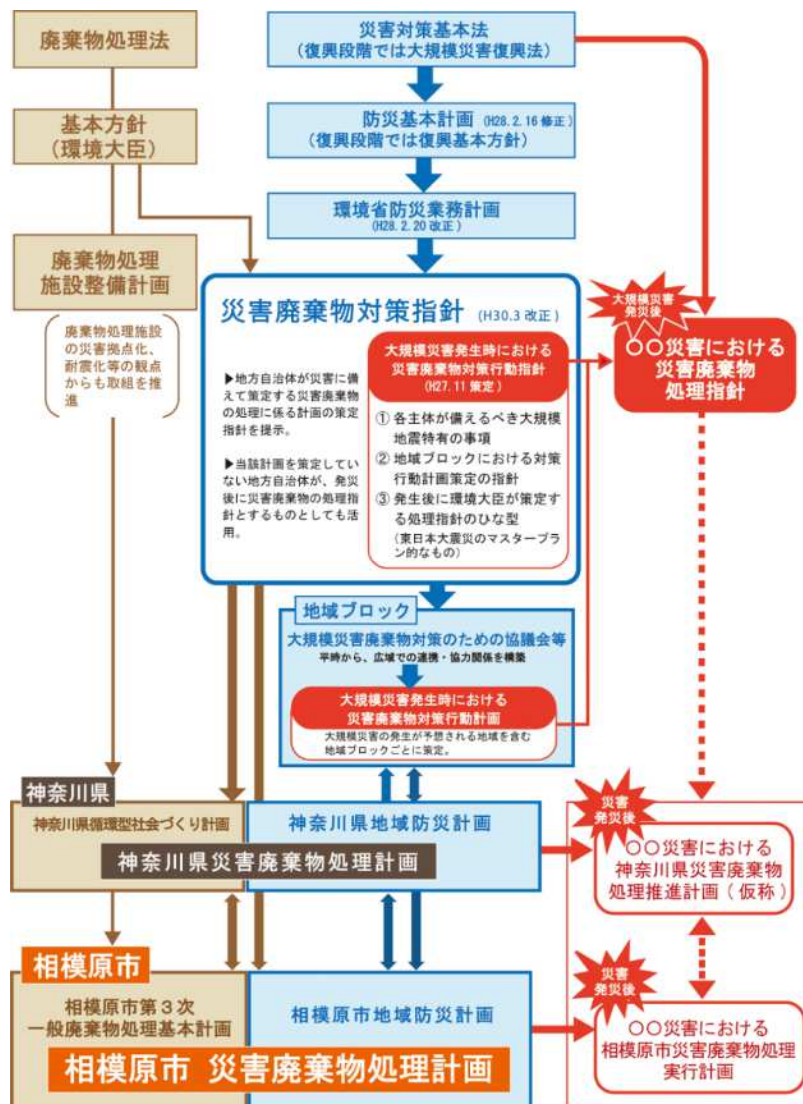 廃棄物処理法
基本方針
(環境大臣)
廃棄物処理
施設整備計画
廃棄物処理施設
の災害拠点化、
耐震化等の観点
からも取組を推
進
災害対策基本法
(復興段階では大規模災害復興法)
防災基本計画 (H28.2.16 修正)
(復興段階では復興基本方針)
環境省防災業務計画
(H28.2.20 改正)
災害廃棄物対策指針 (H30.3 改正)
▶地方自治体が災害に備
えて策定する災害廃棄物
の処理に係る計画の策定
指針を提示。
▶当該計画を策定してい
ない地方自治体が、発災
後に災害廃棄物の処理指
針とするものとしても活
用。
大規模災害発生時における
災害廃棄物対策行動指針
(H27.11 策定)
① 各主体が備えるべき大規模
地震特有の事項
② 地域ブロックにおける対策
行動計画策定の指針
③ 発生後に環境大臣が策定す
る処理指針のひな型
(東日本大震災のマスタープラ
ン的なもの)
大規模災害
発災後
〇〇災害における
災害廃棄物
処理指針
地域ブロック
大規模災害廃棄物対策のための協議会等
平時から、広域での連携・協力関係を構築
大規模災害発生時における
災害廃棄物対策行動計画
大規模災害の発生が予想される地域を含む
地域ブロックごとに策定。
神奈川県
神奈川県循環型社会づくり計画
神奈川県地域防災計画
神奈川県災害廃棄物処理計画
災害
発災後
〇〇災害における
神奈川県災害廃棄物
処理推進計画(仮称)
相模原市
相模原市第3次
一般廃棄物処理基本計画
相模原市地域防災計画
相模原市 災害廃棄物処理計画
災害
発災後
〇〇災害における
相模原市災害廃棄物処理
実行計画